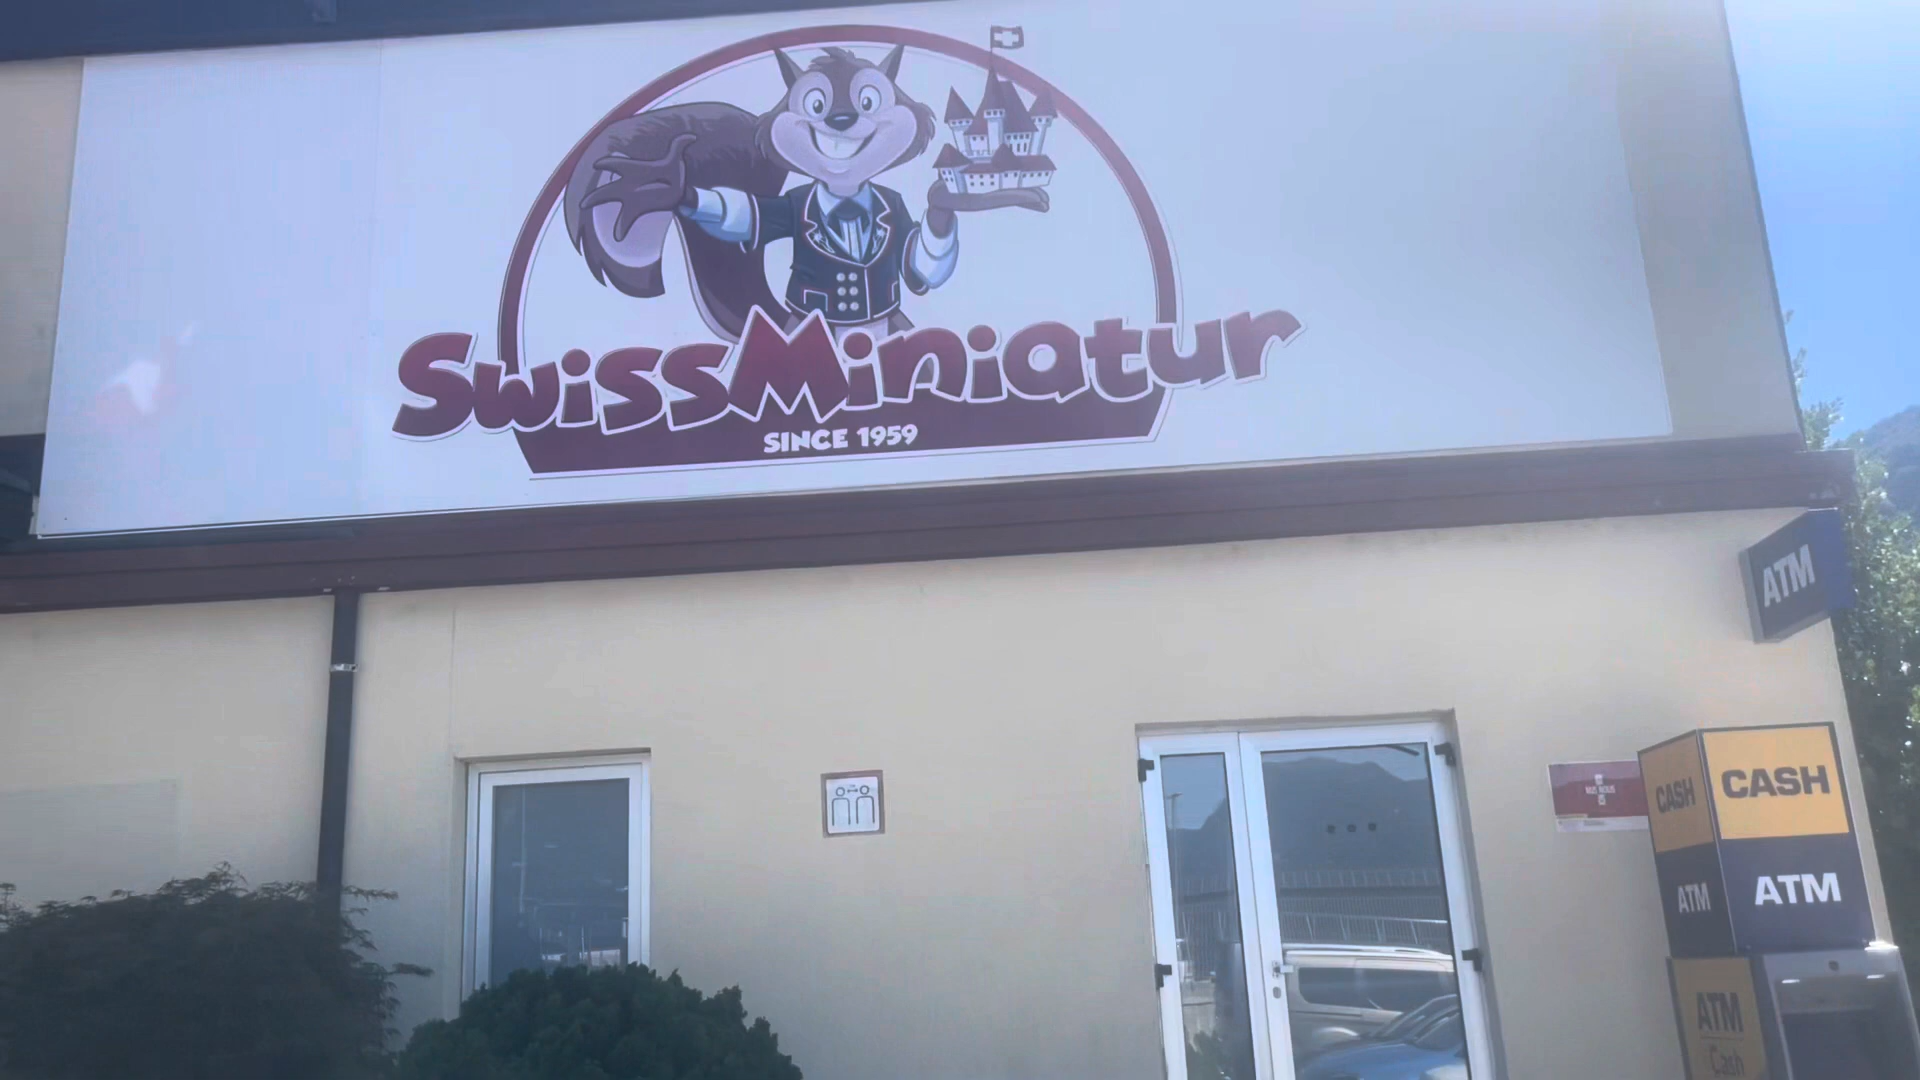 SwissMiniatur
SINCE 1959
ATM
CASH
CASH
ATM
ATM
ATM
Cash